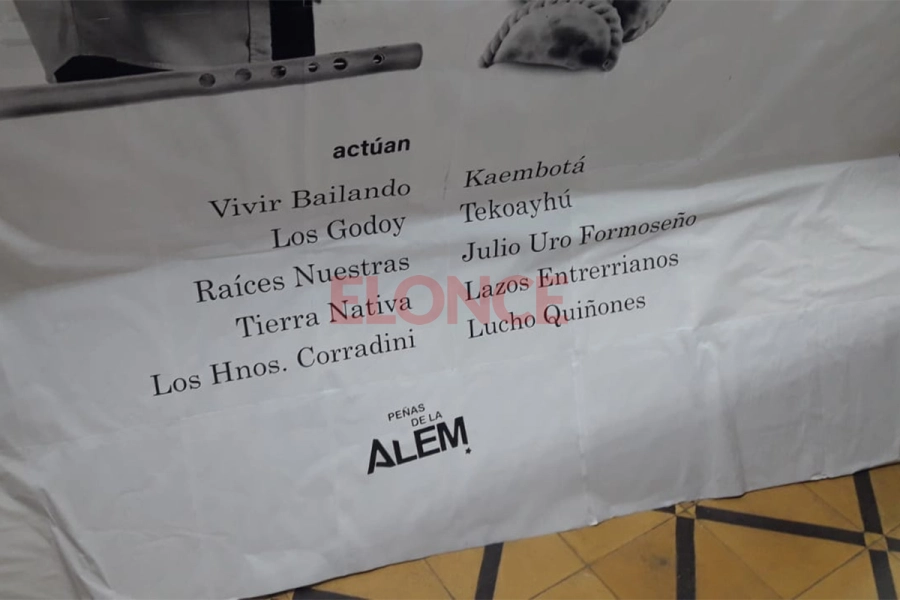 actúan
Vivir Bailando
Los Godoy
Raíces Nuestras
Tierra Nativa
Los Hnos. Corradini
Kaembotá
Tekoayhú
Julio Uro Formoseño
Lazos Entrerrianos
Lucho Quiñones
ELONCE
PEÑAS
DE LA
ALEM